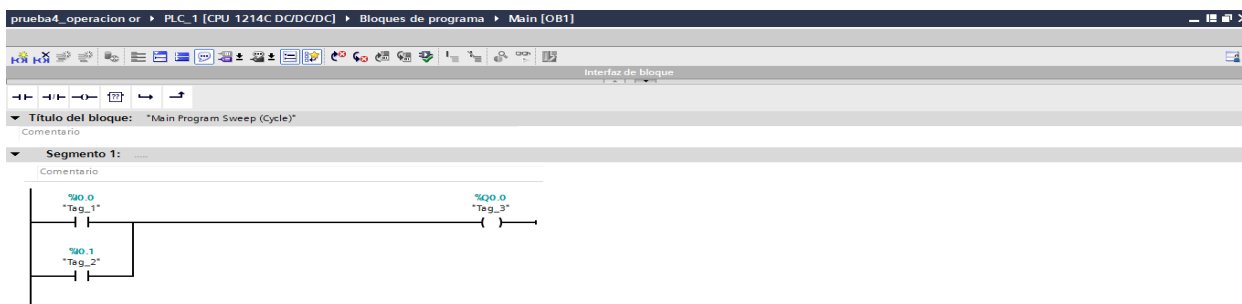 prueba4_operacion or ▸ PLC_1 [CPU 1214C DC/DC/DC] ▸ Bloques de programa ▸ Main [OB1]
Interfaz de bloque
??
Título del bloque: "Main Program Sweep (Cycle)"
Comentario
Segmento 1: .....
Comentario
%I0.0
"Tag_1"
%Q0.0
"Tag_3"
%I0.1
"Tag_2"